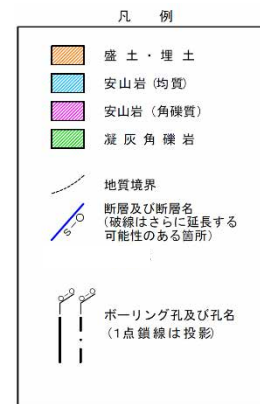 凡 例
盛 土 ・ 埋 土
安山岩 (均質)
安山岩 (角礫質)
凝 灰 角 礫 岩
地質境界
断層及び断層名
(破線はさらに延長する
可能性のある箇所)
S-○
ボーリング孔及び孔名
(1点鎖線は投影)